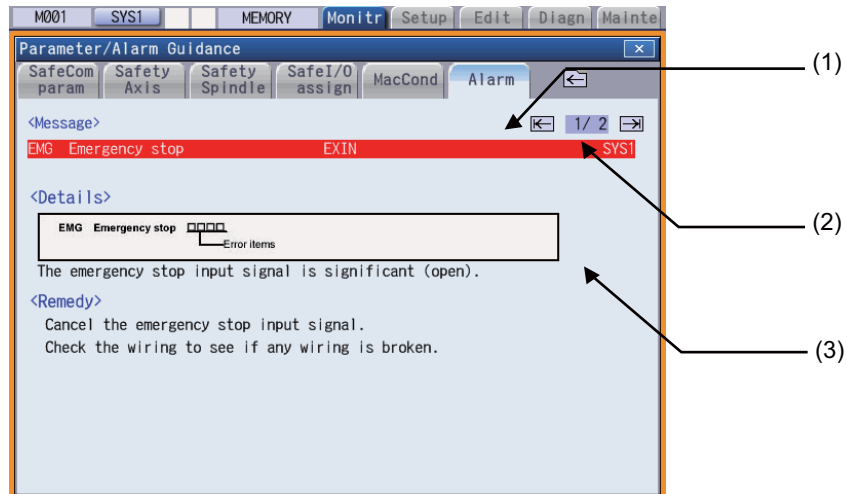 M001 SYS1 MEMORY Monitr Setup Edit Diagn Mainte
Parameter/Alarm Guidance
SafeCom param Safety Axis Safety Spindle SafeI/O assign MacCond Alarm
(1)
<Message> 1/ 2
EMG Emergency stop EXIN SYS1
(2)
<Details>
EMG Emergency stop □□□□
Error items
The emergency stop input signal is significant (open).
<Remedy>
Cancel the emergency stop input signal.
Check the wiring to see if any wiring is broken.
(3)